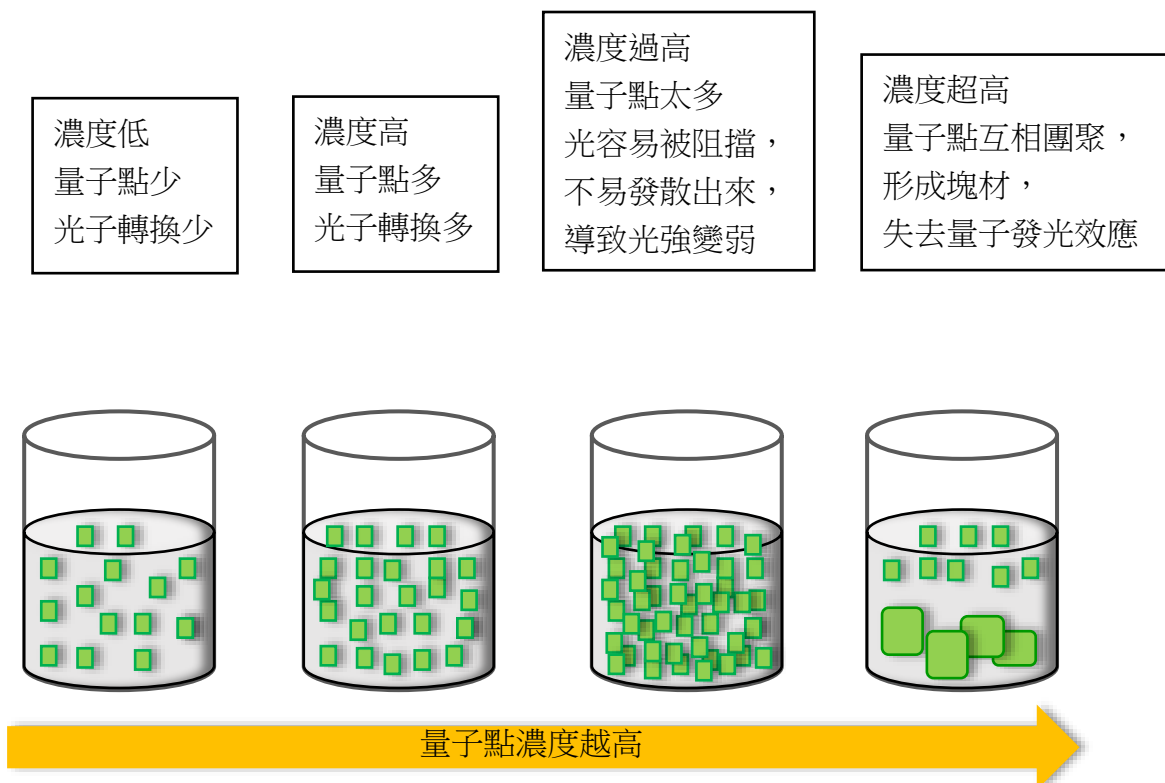 濃度低
量子點少
光子轉換少
濃度高
量子點多
光子轉換多
濃度過高
量子點太多
光容易被阻擋，
不易發散出來，
導致光強變弱
濃度超高
量子點互相團聚，
形成塊材，
失去量子發光效應
量子點濃度越高